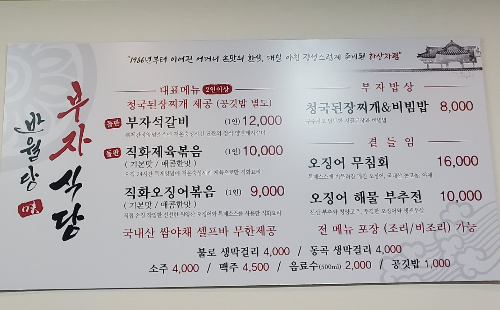 "1986년부터 이어진 어머니 손맛의 한식, 매일 아침 정성스럽게 준비된 하상차림"
반월당
부자식당
대표메뉴 2인이상
청국된장찌개 제공 (공깃밥 별도)
돌판 부자석갈비 (1인) 12,000
돌판 직화제육볶음 (1인) 10,000
( 기본맛 / 매콤한맛 )
직화오징어볶음 (1인) 9,000
( 기본맛 / 매콤한맛 )
국내산 쌈야채 셀프바 무한제공
부자밥상
청국된장찌개&비빔밥 8,000
곁들임
오징어 무침회 16,000
오징어 해물 부추전 10,000
전 메뉴 포장 (조리/비조리) 가능
불로 생막걸리 4,000 / 동곡 생막걸리 4,000
소주 4,000 / 맥주 4,500 / 음료수(500ml) 2,000 / 공깃밥 1,000